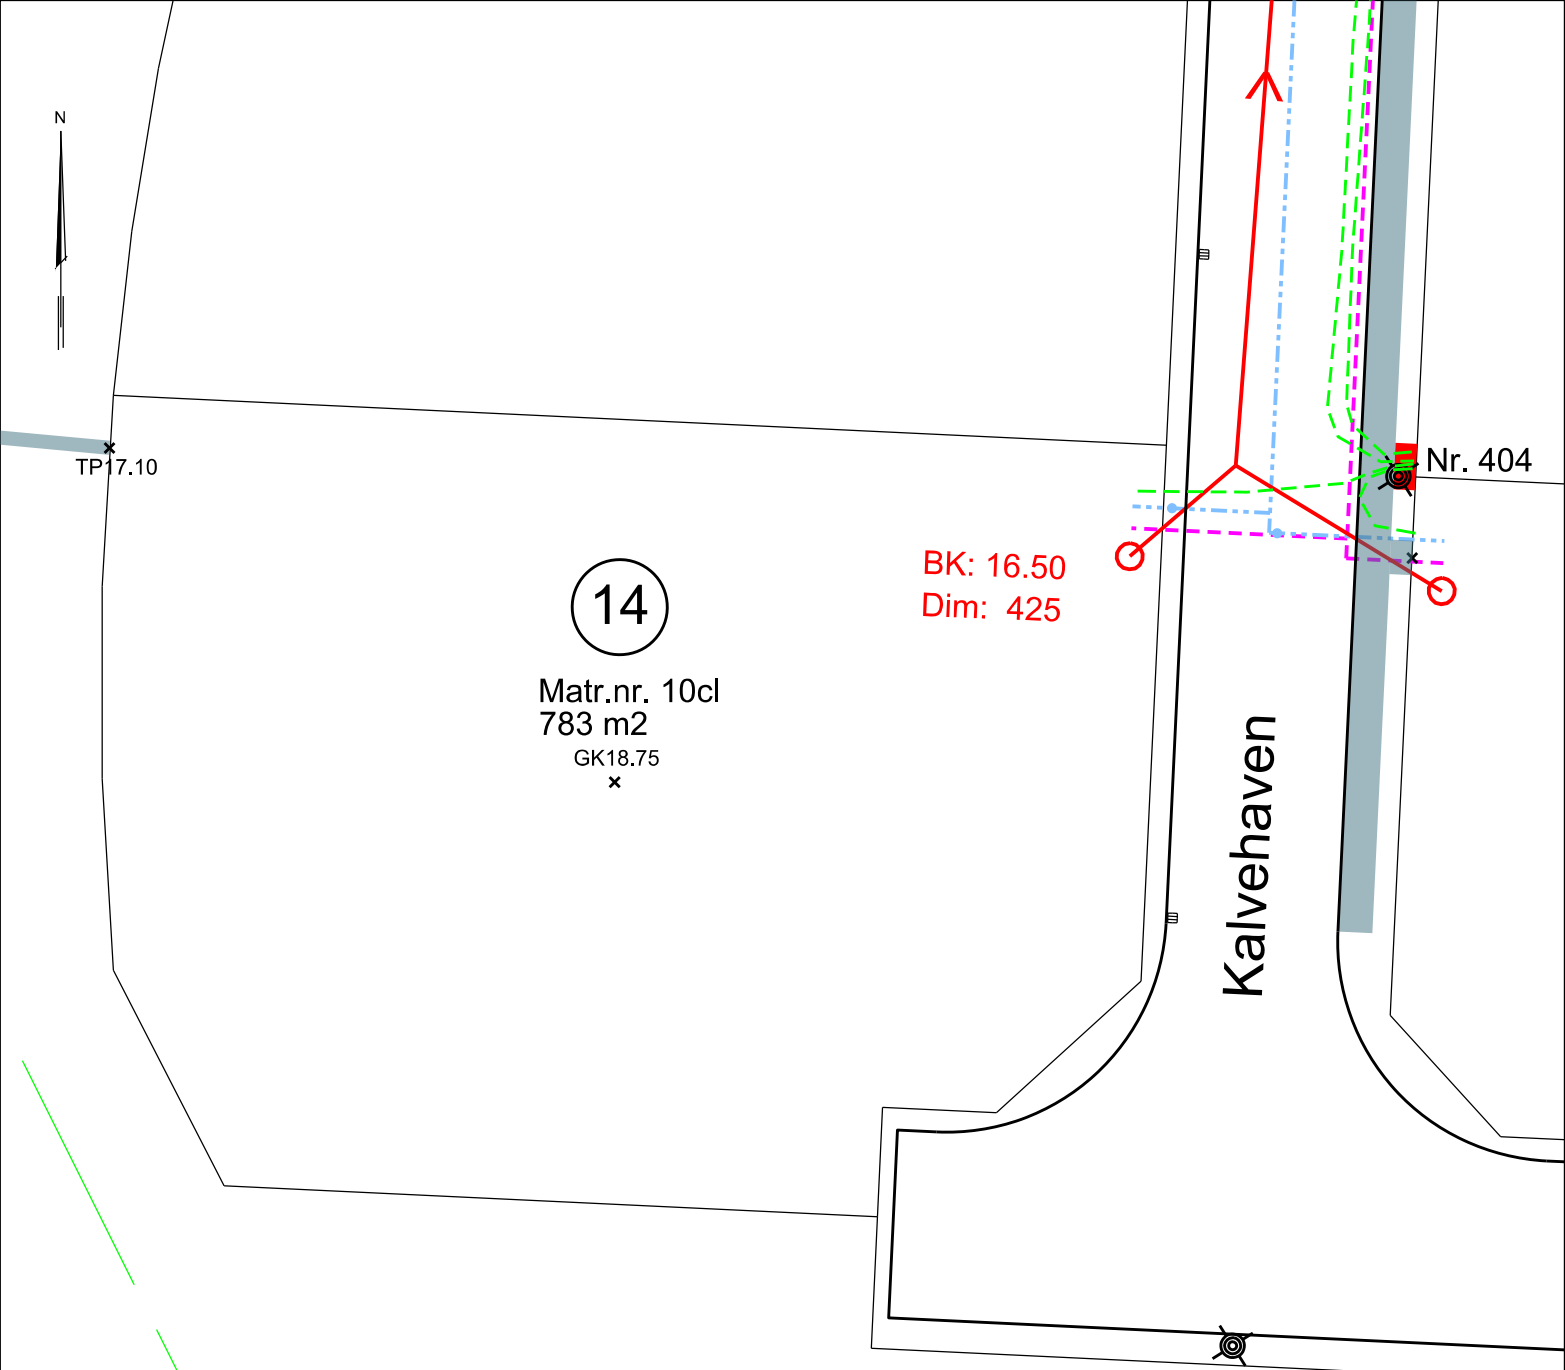 N
TP17.10
Nr. 404
BK: 16.50
Dim: 425
14
Matr.nr. 10cl
783 m2
GK18.75
Kalvehaven